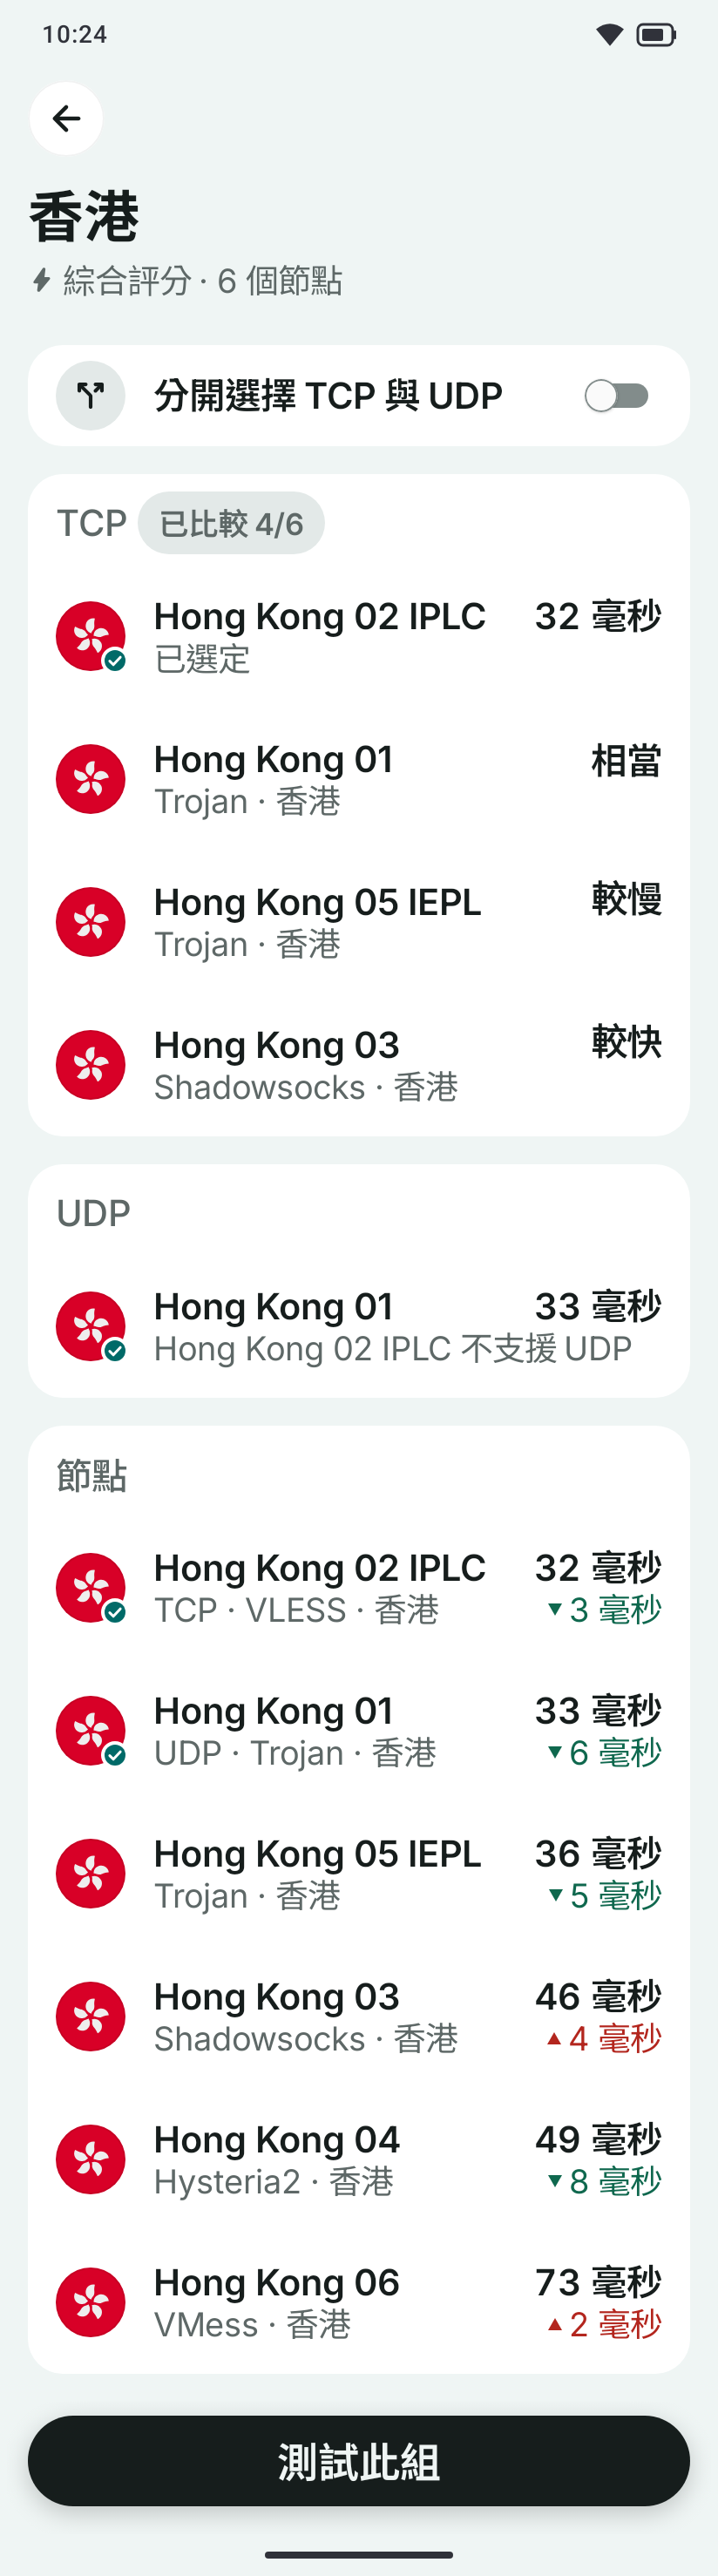 10:24
香港
綜合評分 · 6 個節點
分開選擇 TCP 與 UDP
TCP 已比較 4/6
Hong Kong 02 IPLC 32 毫秒
已選定
Hong Kong 01 相當
Trojan · 香港
Hong Kong 05 IEPL 較慢
Trojan · 香港
Hong Kong 03 較快
Shadowsocks · 香港
UDP
Hong Kong 01 33 毫秒
Hong Kong 02 IPLC 不支援 UDP
節點
Hong Kong 02 IPLC 32 毫秒
TCP · VLESS · 香港 ▼3 毫秒
Hong Kong 01 33 毫秒
UDP · Trojan · 香港 ▼6 毫秒
Hong Kong 05 IEPL 36 毫秒
Trojan · 香港 ▼5 毫秒
Hong Kong 03 46 毫秒
Shadowsocks · 香港 ▲4 毫秒
Hong Kong 04 49 毫秒
Hysteria2 · 香港 ▼8 毫秒
Hong Kong 06 73 毫秒
VMess · 香港 ▲2 毫秒
測試此組